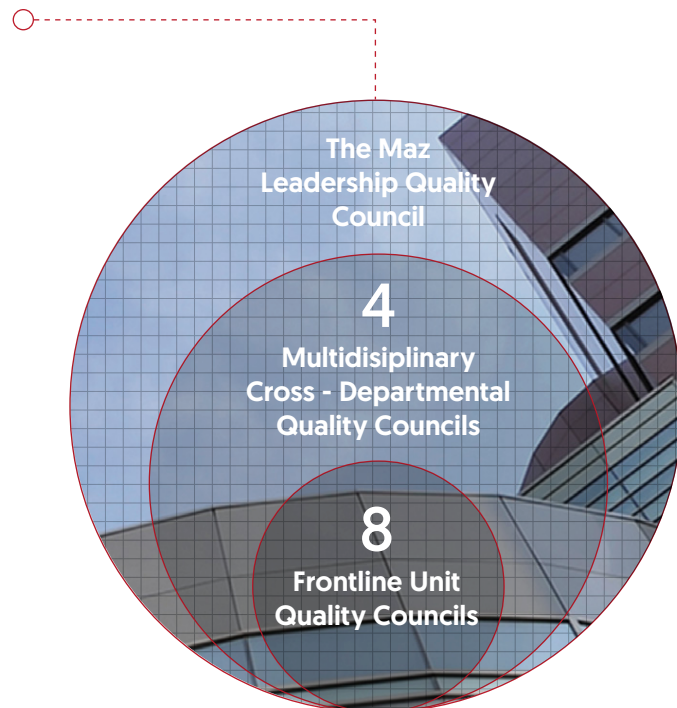 The Maz
Leadership Quality
Council
4
Multidisiplinary
Cross - Departmental
Quality Councils
8
Frontline Unit
Quality Councils